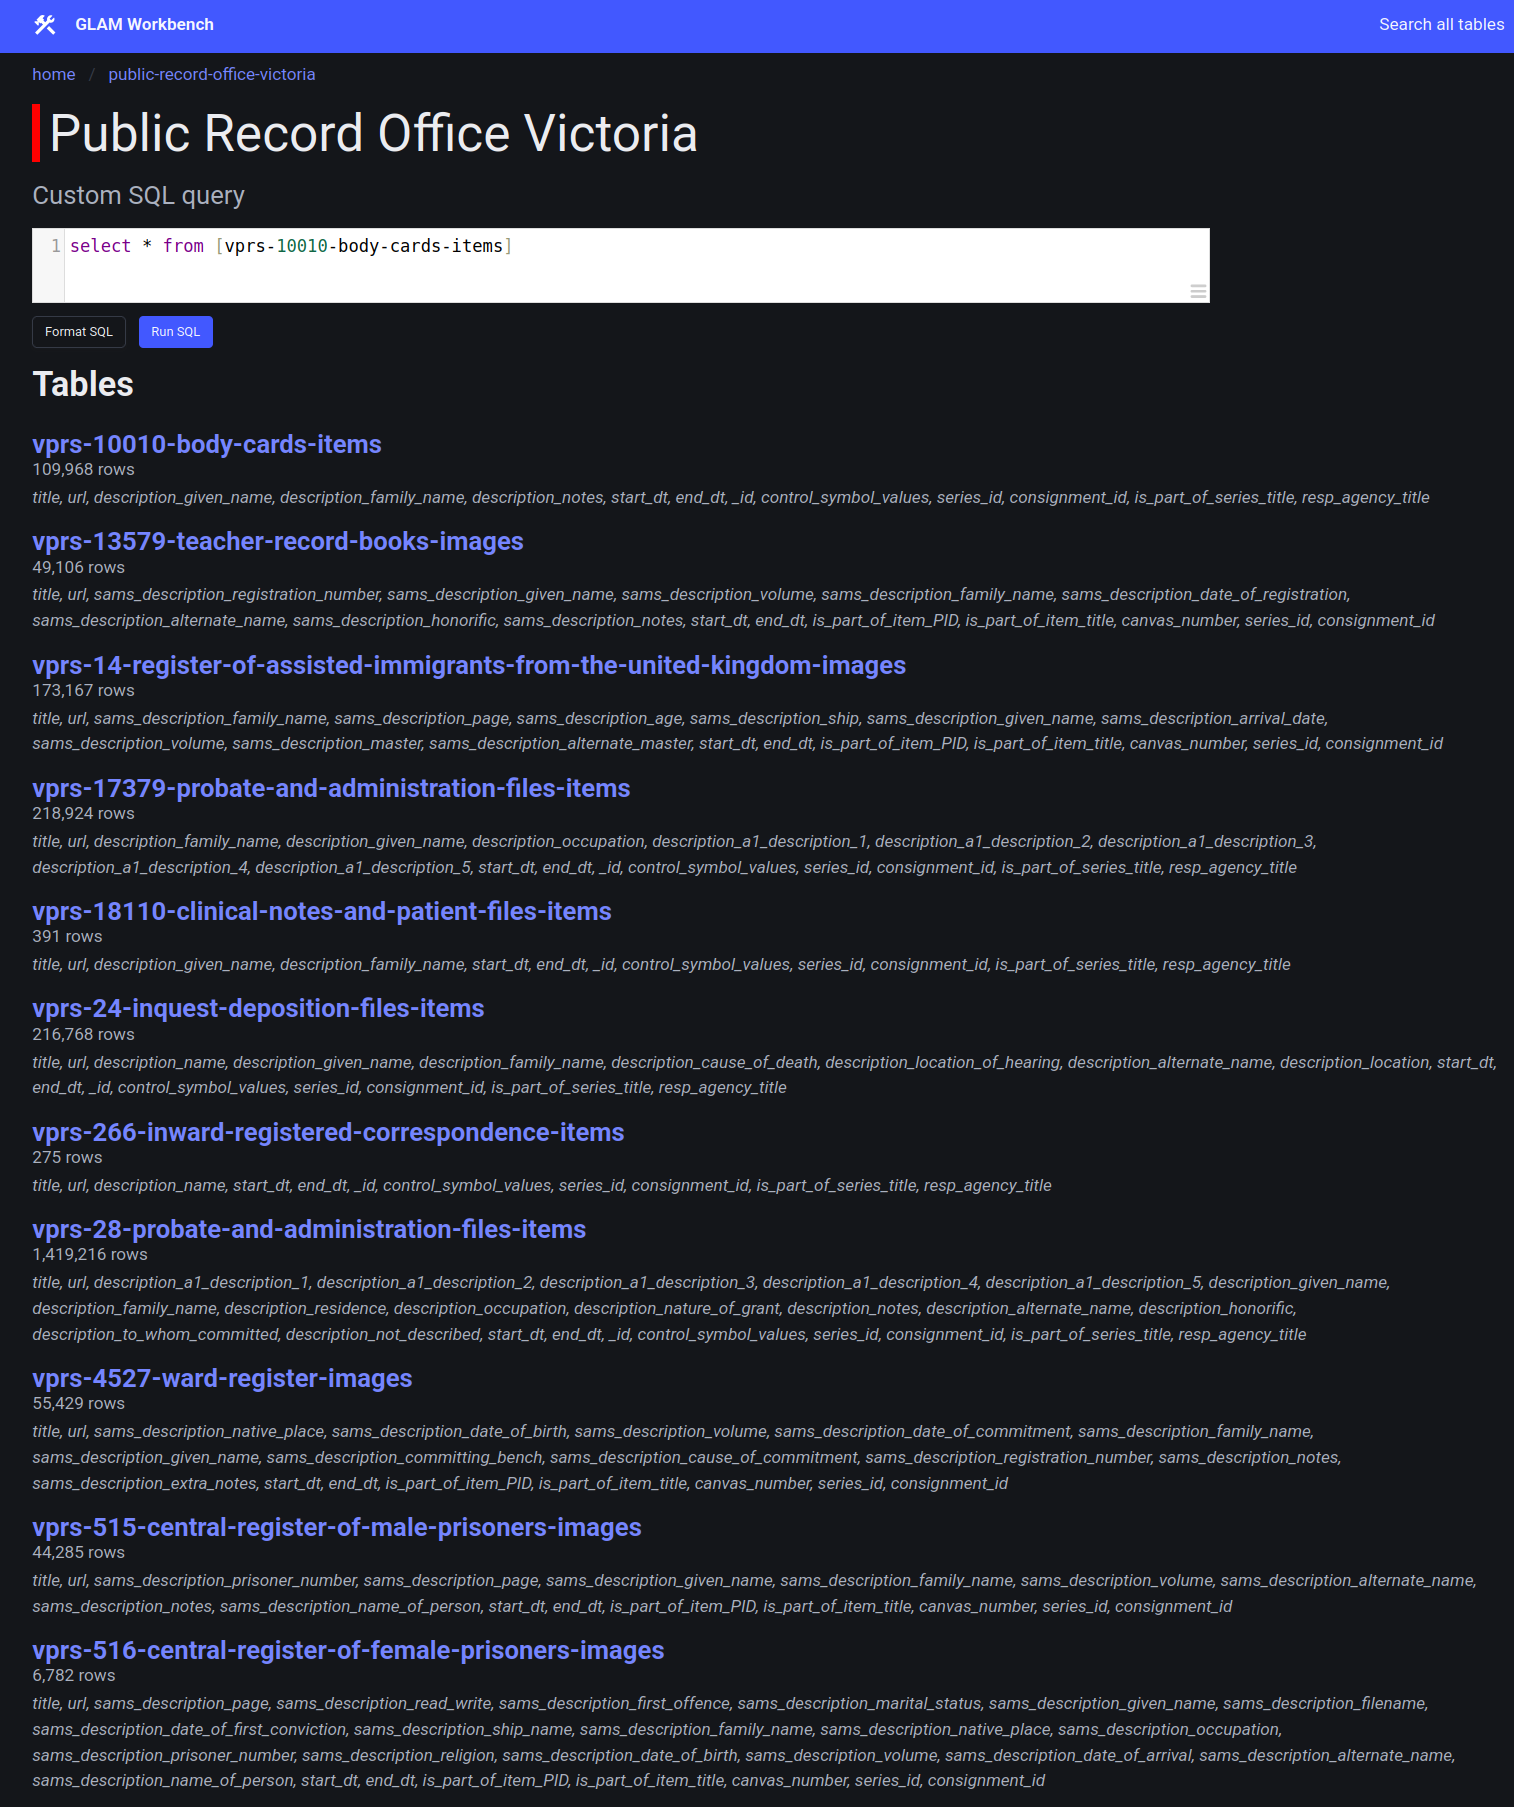 GLAM Workbench
Search all tables
home / public-record-office-victoria
Public Record Office Victoria
Custom SQL query
1 select * from [vprs-10010-body-cards-items]
Format SQL
Run SQL
Tables
vprs-10010-body-cards-items
109,968 rows
title, url, description_given_name, description_family_name, description_notes, start_dt, end_dt, _id, control_symbol_values, series_id, consignment_id, is_part_of_series_title, resp_agency_title
vprs-13579-teacher-record-books-images
49,106 rows
title, url, sams_description_registration_number, sams_description_given_name, sams_description_volume, sams_description_family_name, sams_description_date_of_registration,
sams_description_alternate_name, sams_description_honorific, sams_description_notes, start_dt, end_dt, is_part_of_item_PID, is_part_of_item_title, canvas_number, series_id, consignment_id
vprs-14-register-of-assisted-immigrants-from-the-united-kingdom-images
173,167 rows
title, url, sams_description_family_name, sams_description_page, sams_description_age, sams_description_ship, sams_description_given_name, sams_description_arrival_date,
sams_description_volume, sams_description_master, sams_description_alternate_master, start_dt, end_dt, is_part_of_item_PID, is_part_of_item_title, canvas_number, series_id, consignment_id
vprs-17379-probate-and-administration-files-items
218,924 rows
title, url, description_family_name, description_given_name, description_occupation, description_a1_description_1, description_a1_description_2, description_a1_description_3,
description_a1_description_4, description_a1_description_5, start_dt, end_dt, _id, control_symbol_values, series_id, consignment_id, is_part_of_series_title, resp_agency_title
vprs-18110-clinical-notes-and-patient-files-items
391 rows
title, url, description_given_name, description_family_name, start_dt, end_dt, _id, control_symbol_values, series_id, consignment_id, is_part_of_series_title, resp_agency_title
vprs-24-inquest-deposition-files-items
216,768 rows
title, url, description_name, description_given_name, description_family_name, description_cause_of_death, description_location_of_hearing, description_alternate_name, description_location, start_dt,
end_dt, _id, control_symbol_values, series_id, consignment_id, is_part_of_series_title, resp_agency_title
vprs-266-inward-registered-correspondence-items
275 rows
title, url, description_name, start_dt, end_dt, _id, control_symbol_values, series_id, consignment_id, is_part_of_series_title, resp_agency_title
vprs-28-probate-and-administration-files-items
1,419,216 rows
title, url, description_a1_description_1, description_a1_description_2, description_a1_description_3, description_a1_description_4, description_a1_description_5, description_given_name,
description_family_name, description_residence, description_occupation, description_nature_of_grant, description_notes, description_alternate_name, description_honorific,
description_to_whom_committed, description_not_described, start_dt, end_dt, _id, control_symbol_values, series_id, consignment_id, is_part_of_series_title, resp_agency_title
vprs-4527-ward-register-images
55,429 rows
title, url, sams_description_native_place, sams_description_date_of_birth, sams_description_volume, sams_description_date_of_commitment, sams_description_family_name,
sams_description_given_name, sams_description_committing_bench, sams_description_cause_of_commitment, sams_description_registration_number, sams_description_notes,
sams_description_extra_notes, start_dt, end_dt, is_part_of_item_PID, is_part_of_item_title, canvas_number, series_id, consignment_id
vprs-515-central-register-of-male-prisoners-images
44,285 rows
title, url, sams_description_prisoner_number, sams_description_page, sams_description_given_name, sams_description_family_name, sams_description_volume, sams_description_alternate_name,
sams_description_notes, sams_description_name_of_person, start_dt, end_dt, is_part_of_item_PID, is_part_of_item_title, canvas_number, series_id, consignment_id
vprs-516-central-register-of-female-prisoners-images
6,782 rows
title, url, sams_description_page, sams_description_read_write, sams_description_first_offence, sams_description_marital_status, sams_description_given_name, sams_description_filename,
sams_description_date_of_first_conviction, sams_description_ship_name, sams_description_family_name, sams_description_native_place, sams_description_occupation,
sams_description_prisoner_number, sams_description_religion, sams_description_date_of_birth, sams_description_volume, sams_description_date_of_arrival, sams_description_alternate_name,
sams_description_name_of_person, start_dt, end_dt, is_part_of_item_PID, is_part_of_item_title, canvas_number, series_id, consignment_id